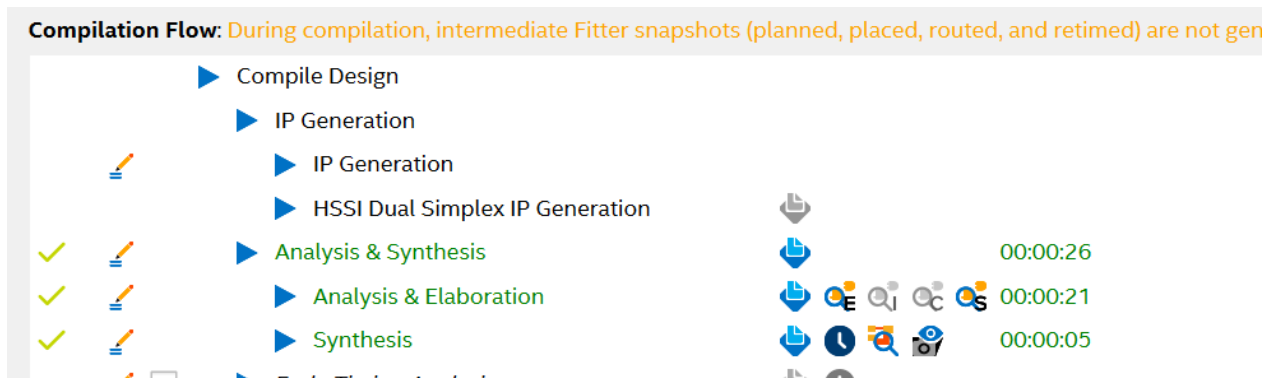 Compilation Flow: During compilation, intermediate Fitter snapshots (planned, placed, routed, and retimed) are not gen
Compile Design
IP Generation
IP Generation
HSSI Dual Simplex IP Generation
Analysis & Synthesis 00:00:26
Analysis & Elaboration E I C S 00:00:21
Synthesis 00:00:05